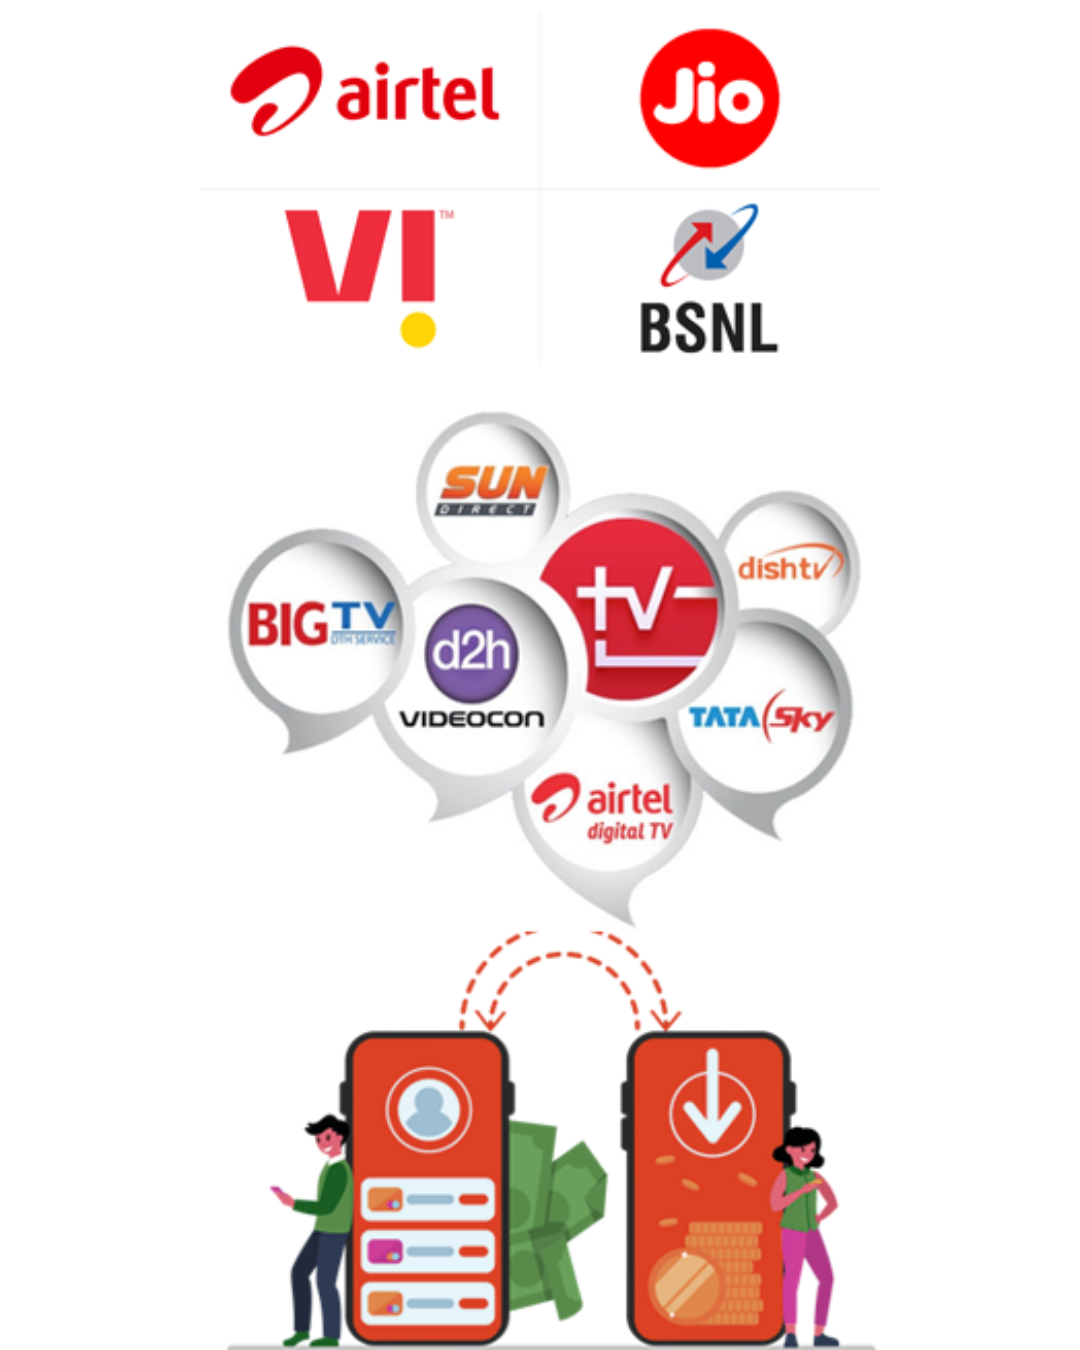 airtel
Jio
VI TM
BSNL
SUN
DIRECT
tv
dishtv
BIG TV
DTH SERVICE
d2h
VIDEOCON
TATA Sky
airtel
digital TV